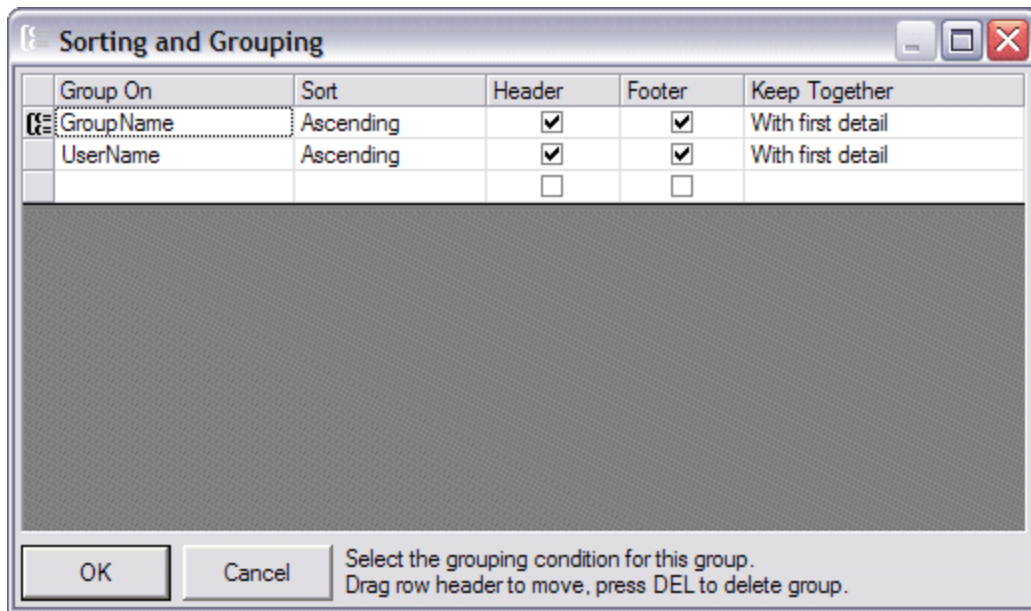 Sorting and Grouping
Group On Sort Header Footer Keep Together
GroupName Ascending With first detail
UserName Ascending With first detail
OK Cancel
Select the grouping condition for this group.
Drag row header to move, press DEL to delete group.